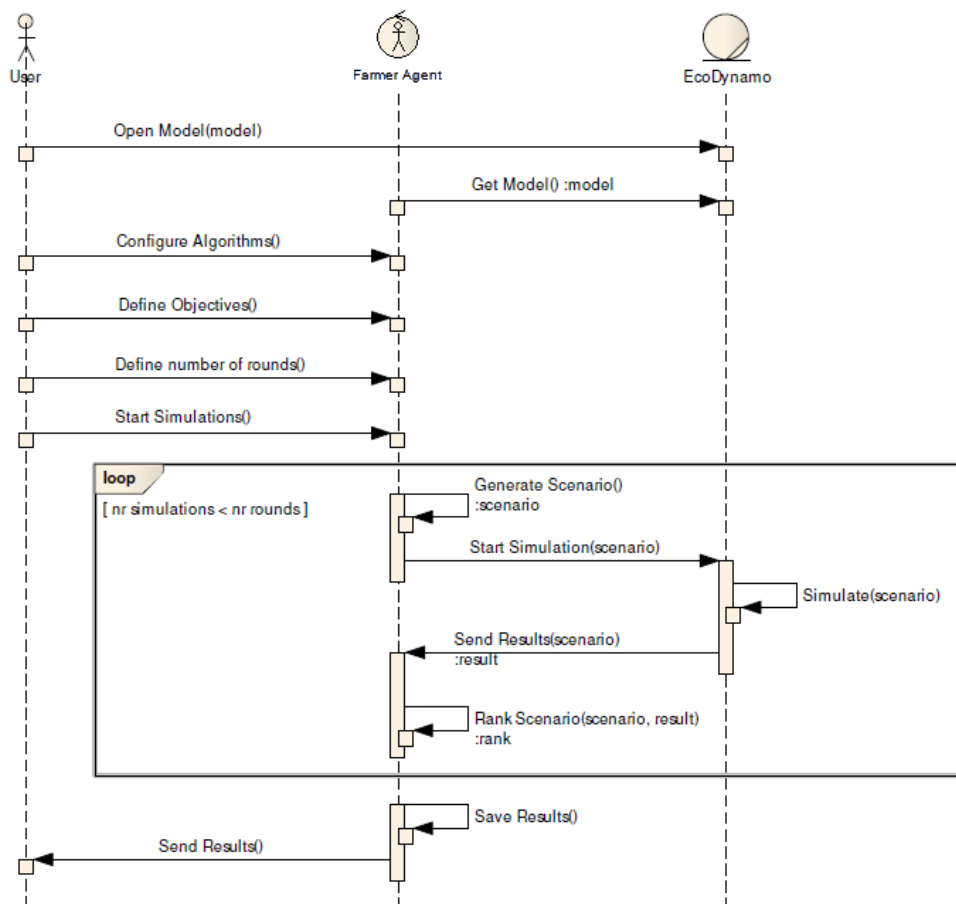 User
Farmer Agent
EcoDynamo
Open Model(model)
Get Model() :model
Configure Algorithms()
Define Objectives()
Define number of rounds()
Start Simulations()
loop
[ nr simulations < nr rounds ]
Generate Scenario()
:scenario
Start Simulation(scenario)
Simulate(scenario)
Send Results(scenario)
:result
Rank Scenario(scenario, result)
:rank
Save Results()
Send Results()